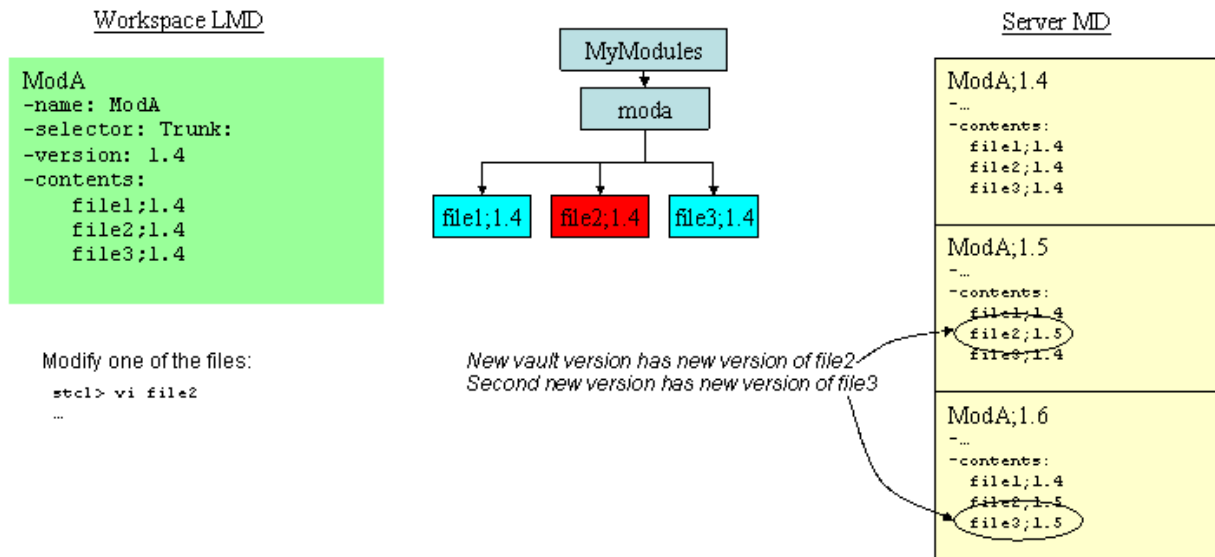 Workspace LMD
ModA
-name: ModA
-selector: Trunk:
-version: 1.4
-contents:
file1;1.4
file2;1.4
file3;1.4
Modify one of the files:
stcl> vi file2
…
MyModules
moda
file1;1.4
file2;1.4
file3;1.4
New vault version has new version of file2
Second new version has new version of file3
Server MD
ModA;1.4
-…
-contents:
file1;1.4
file2;1.4
file3;1.4
ModA;1.5
-…
-contents:
file1;1.4
file2;1.5
file3;1.4
ModA;1.6
-…
-contents:
file1;1.4
file2;1.5
file3;1.5